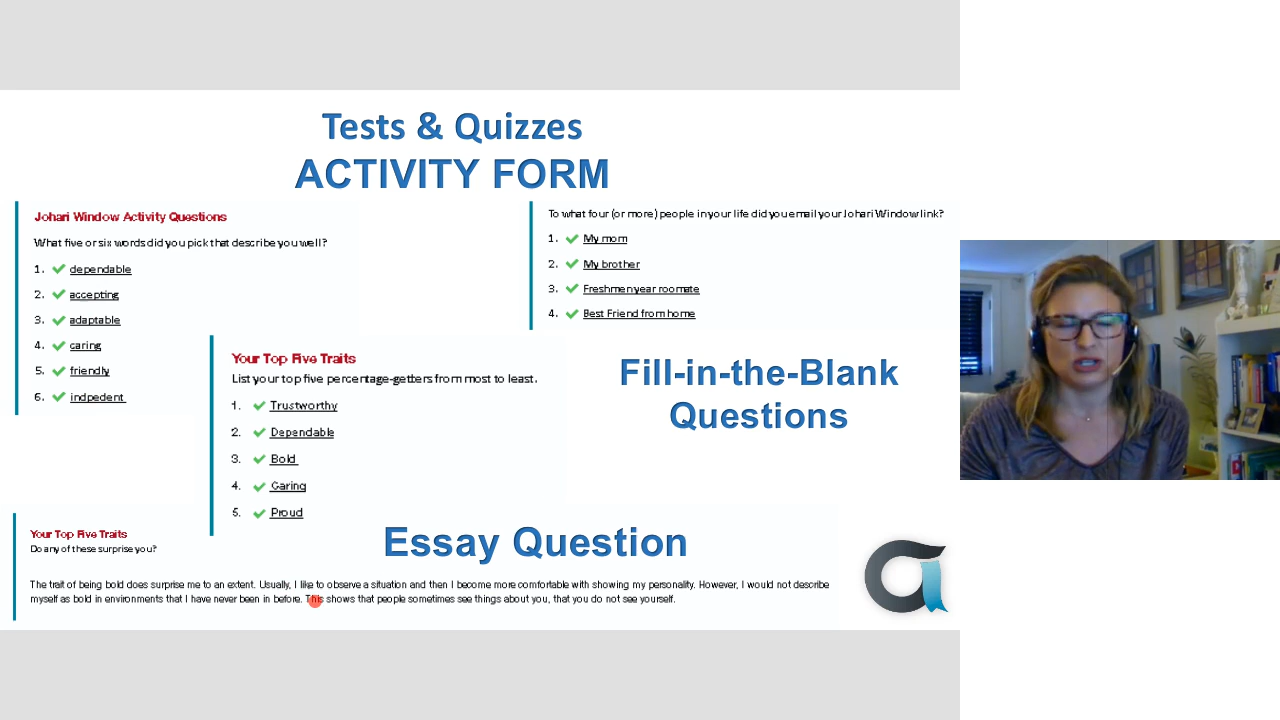 Tests & Quizzes
ACTIVITY FORM
Johari Window Activity Questions
What five or six words did you pick that describe you well?
1. dependable
2. accepting
3. adaptable
4. caring
5. friendly
6. indpedent
To what four (or more) people in your life did you email your Johari Window link?
1. My mom
2. My brother
3. Freshmen year roomate
4. Best Friend from home
Your Top Five Traits
List your top five percentage-getters from most to least.
1. Trustworthy
2. Dependable
3. Bold
4. Caring
5. Proud
Fill-in-the-Blank
Questions
Essay Question
Your Top Five Traits
Do any of these surprise you?
The trait of being bold does surprise me to an extent. Usually, I like to observe a situation and then I become more comfortable with showing my personality. However, I would not describe
myself as bold in environments that I have never been in before. This shows that people sometimes see things about you, that you do not see yourself.